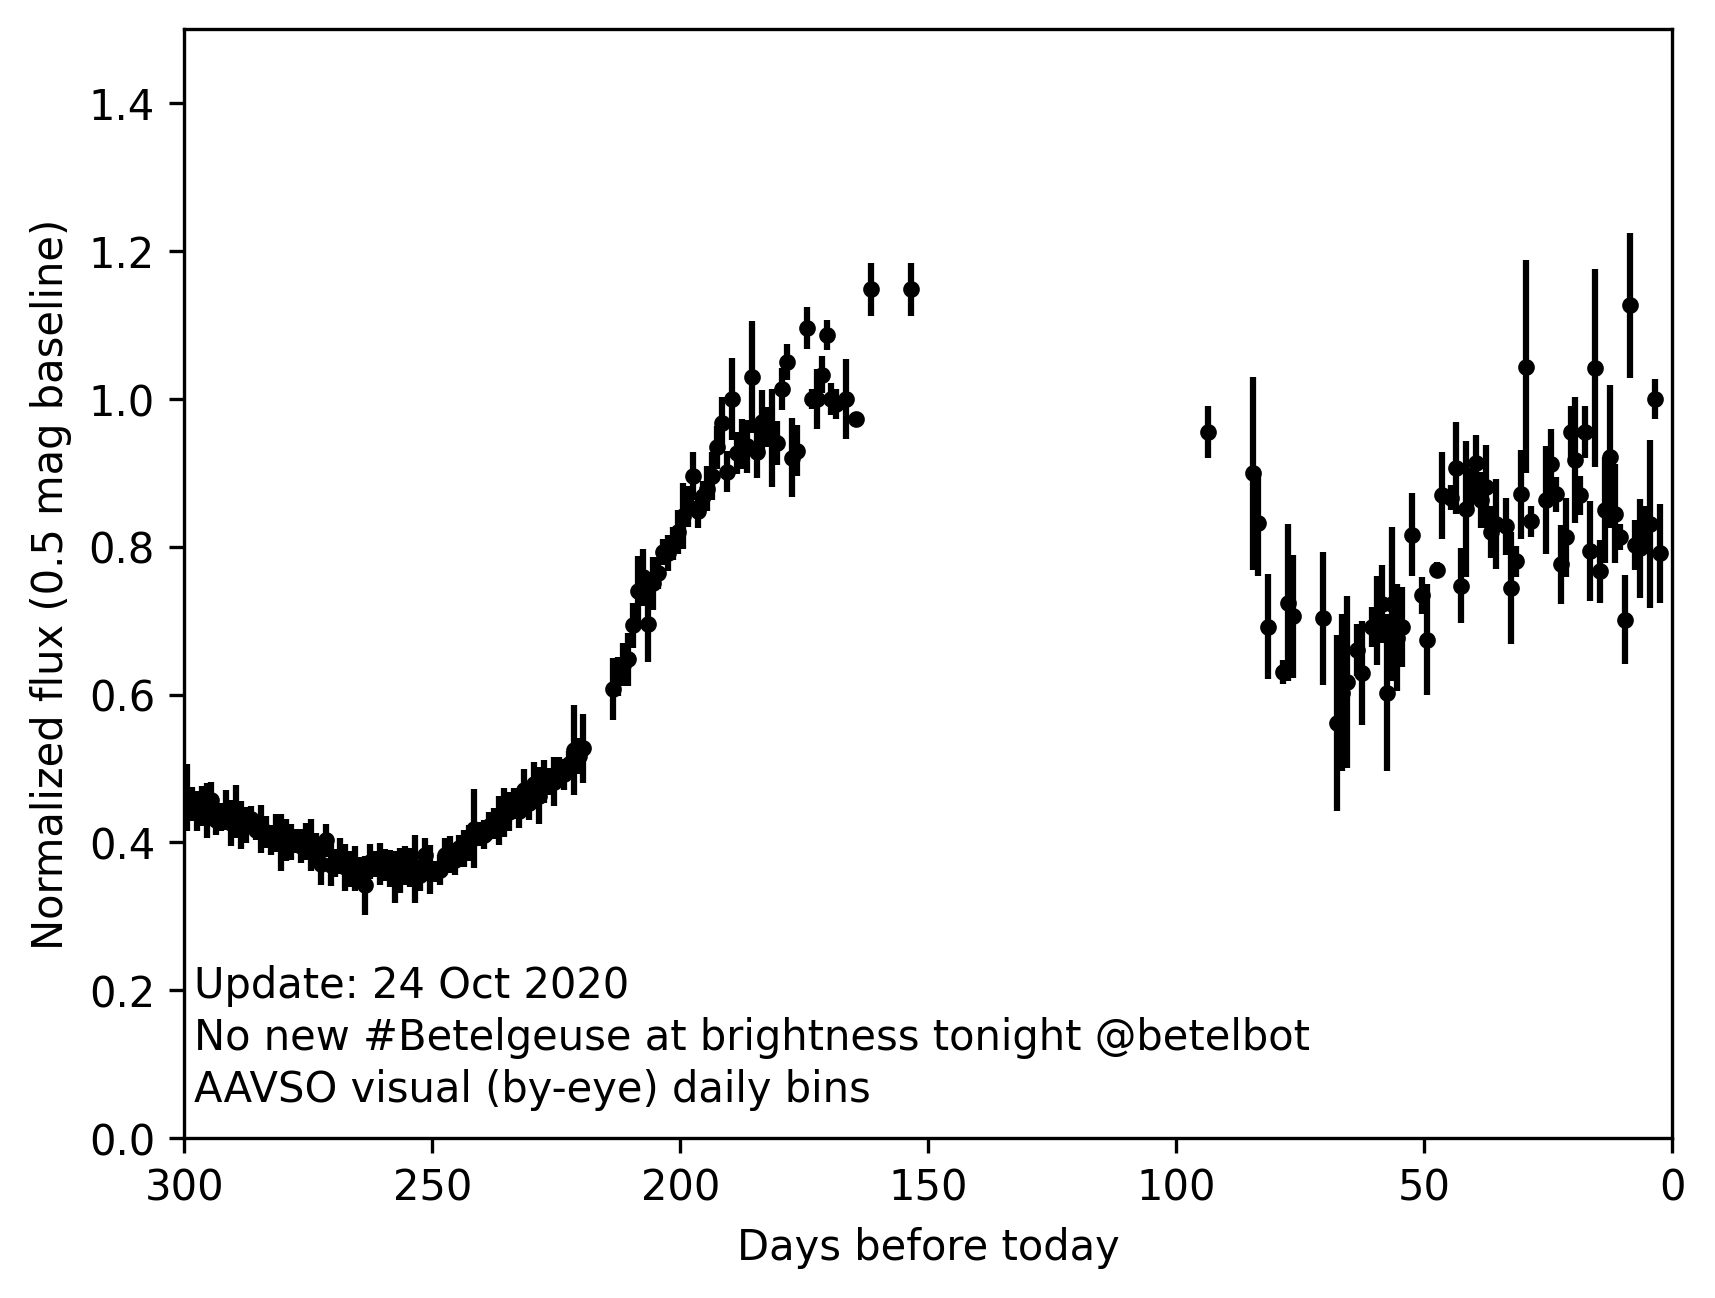 1.4
1.2
1.0
0.8
0.6
0.4
0.2
0.0
Normalized flux (0.5 mag baseline)
Update: 24 Oct 2020
No new #Betelgeuse at brightness tonight @betelbot
AAVSO visual (by-eye) daily bins
300 250 200 150 100 50 0
Days before today